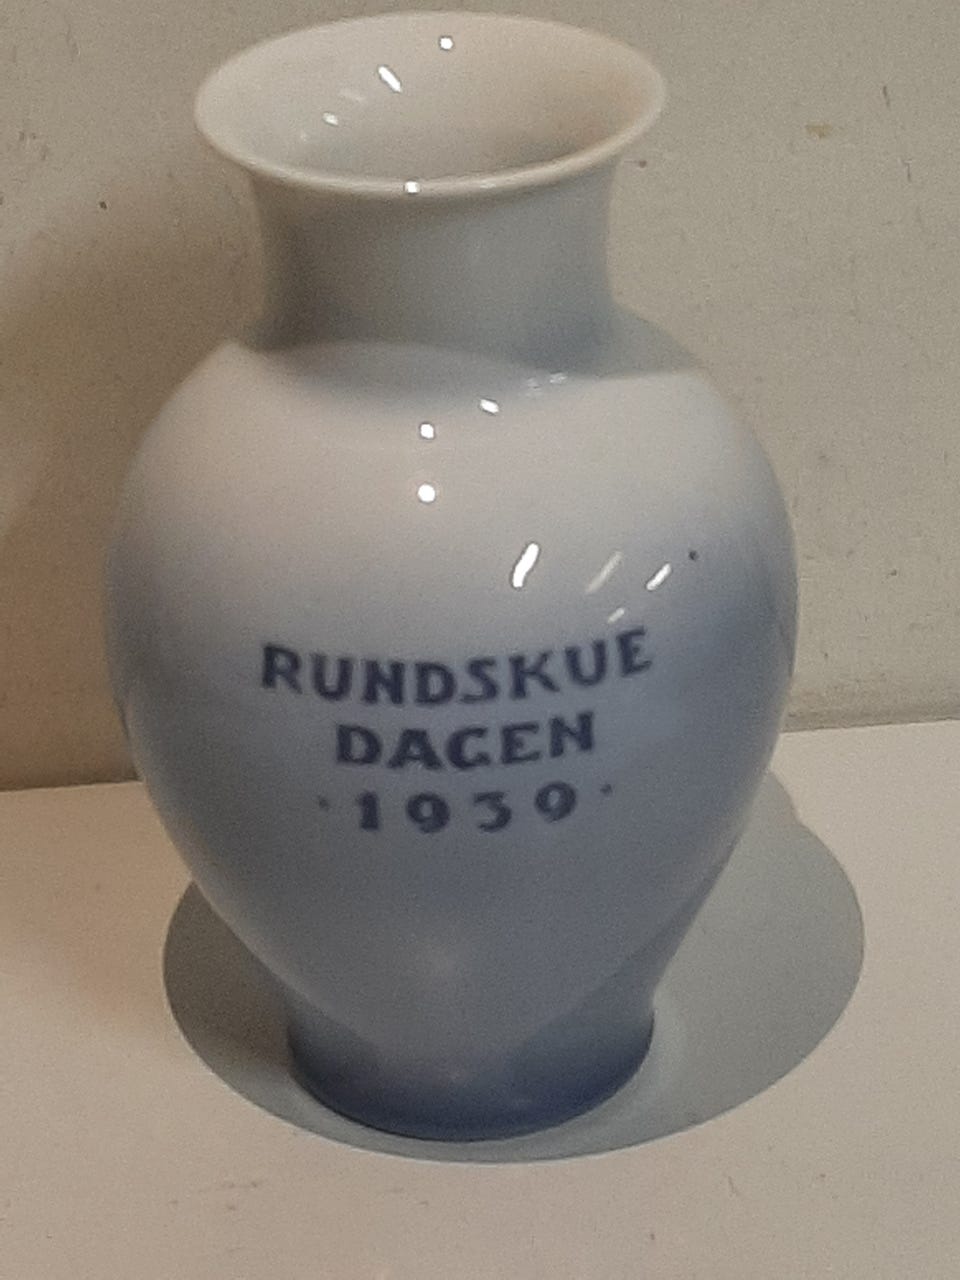 RUNDSKUE
DAGEN
· 1939 ·